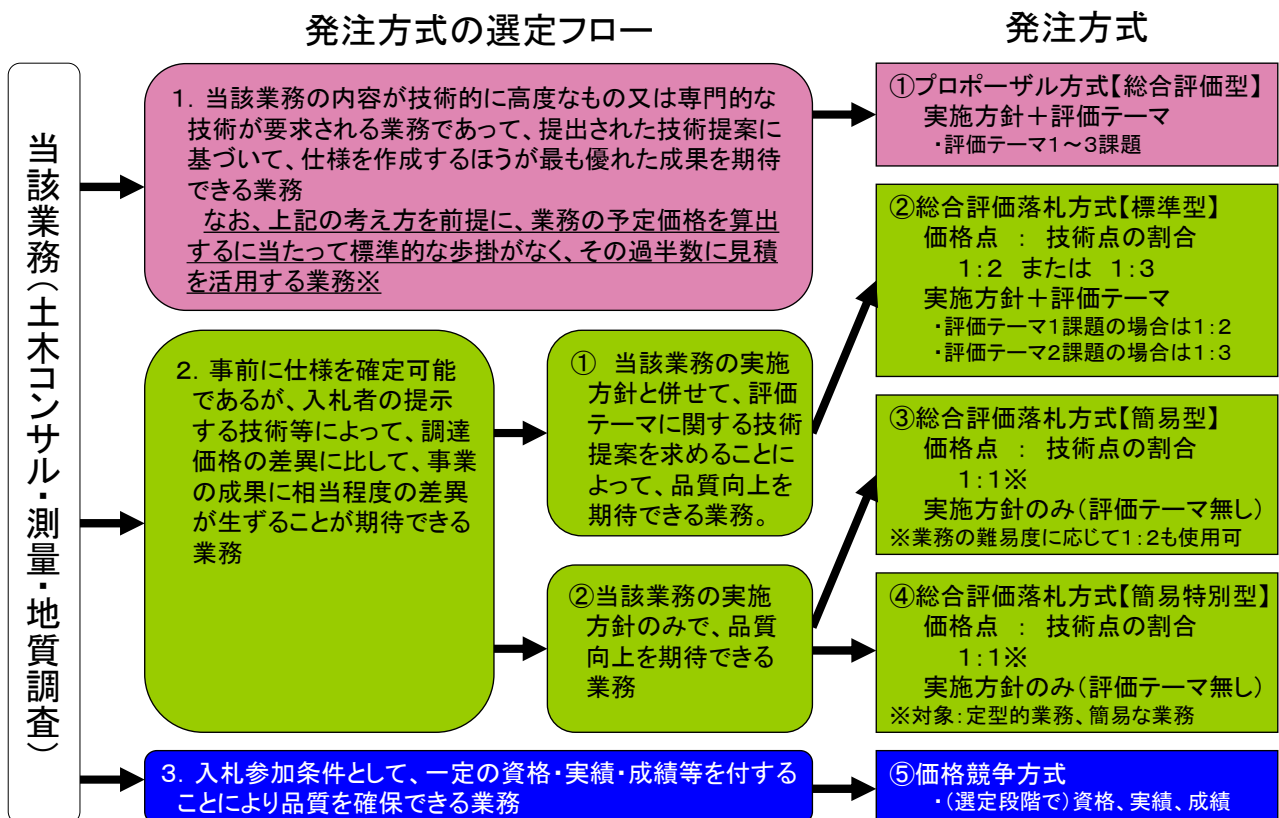 発注方式の選定フロー
発注方式
当該業務(土木コンサル・測量・地質調査)
1．当該業務の内容が技術的に高度なもの又は専門的な
技術が要求される業務であって、提出された技術提案に
基づいて、仕様を作成するほうが最も優れた成果を期待
できる業務
なお、上記の考え方を前提に、業務の予定価格を算出
するに当たって標準的な歩掛がなく、その過半数に見積
を活用する業務※
①プロポーザル方式【総合評価型】
実施方針＋評価テーマ
・評価テーマ1～3課題
2．事前に仕様を確定可能
であるが、入札者の提示
する技術等によって、調達
価格の差異に比して、事業
の成果に相当程度の差異
が生ずることが期待できる
業務
① 当該業務の実施
方針と併せて、評価
テーマに関する技術
提案を求めることに
よって、品質向上を
期待できる業務。
②当該業務の実施
方針のみで、品質
向上を期待できる
業務
②総合評価落札方式【標準型】
価格点 ： 技術点の割合
1：2 または 1：3
実施方針＋評価テーマ
・評価テーマ1課題の場合は1：2
・評価テーマ2課題の場合は1：3
③総合評価落札方式【簡易型】
価格点 ： 技術点の割合
1：1※
実施方針のみ(評価テーマ無し)
※業務の難易度に応じて1：2も使用可
④総合評価落札方式【簡易特別型】
価格点 ： 技術点の割合
1：1※
実施方針のみ(評価テーマ無し)
※対象：定型的業務、簡易な業務
3．入札参加条件として、一定の資格・実績・成績等を付する
ことにより品質を確保できる業務
⑤価格競争方式
・(選定段階で)資格、実績、成績